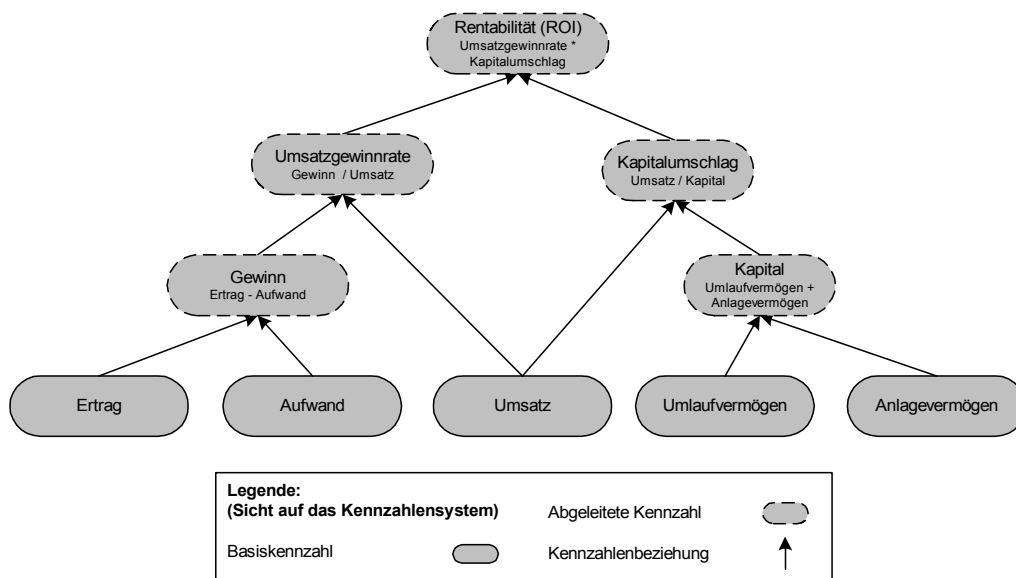 Rentabilität (ROI)
Umsatzgewinnrate *
Kapitalumschlag
Umsatzgewinnrate
Gewinn / Umsatz
Kapitalumschlag
Umsatz / Kapital
Gewinn
Ertrag - Aufwand
Kapital
Umlaufvermögen +
Anlagevermögen
Ertrag
Aufwand
Umsatz
Umlaufvermögen
Anlagevermögen
Legende:
(Sicht auf das Kennzahlensystem)
Abgeleitete Kennzahl
Basiskennzahl
Kennzahlenbeziehung